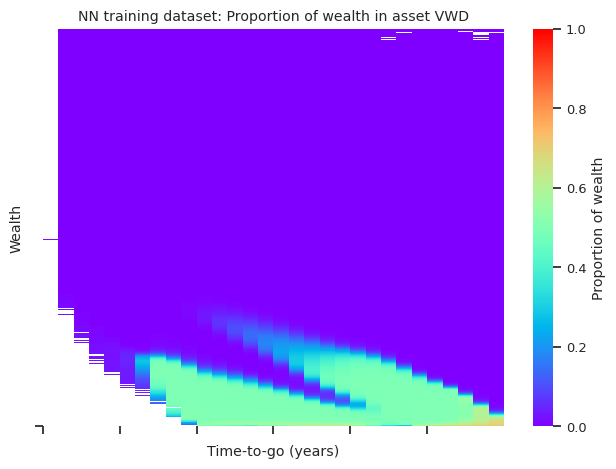 NN training dataset: Proportion of wealth in asset VWD
Wealth
Time-to-go (years)
1.0
0.8
0.6
0.4
0.2
0.0
Proportion of wealth